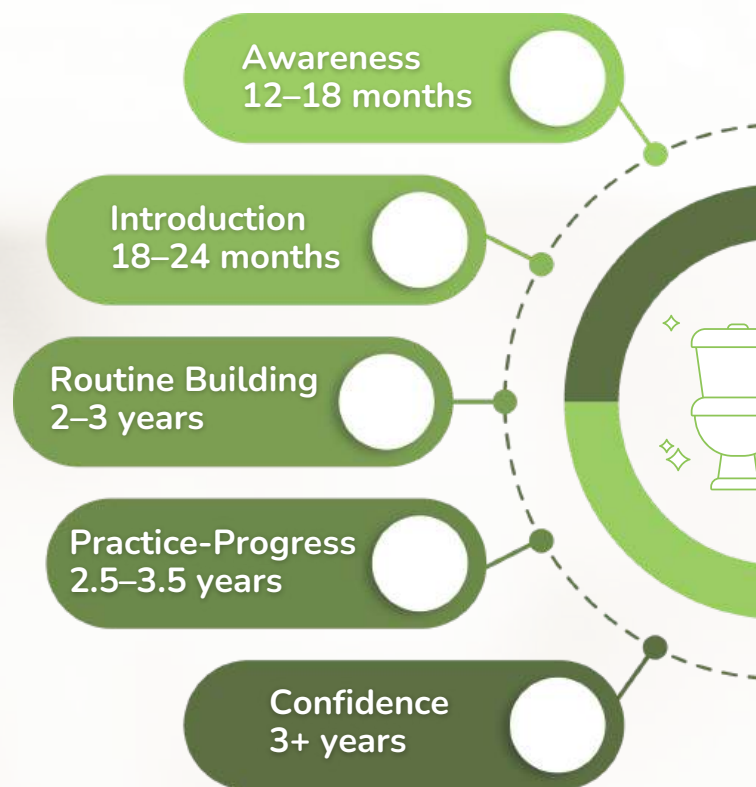 Awareness
12–18 months
Introduction
18–24 months
Routine Building
2–3 years
Practice-Progress
2.5–3.5 years
Confidence
3+ years